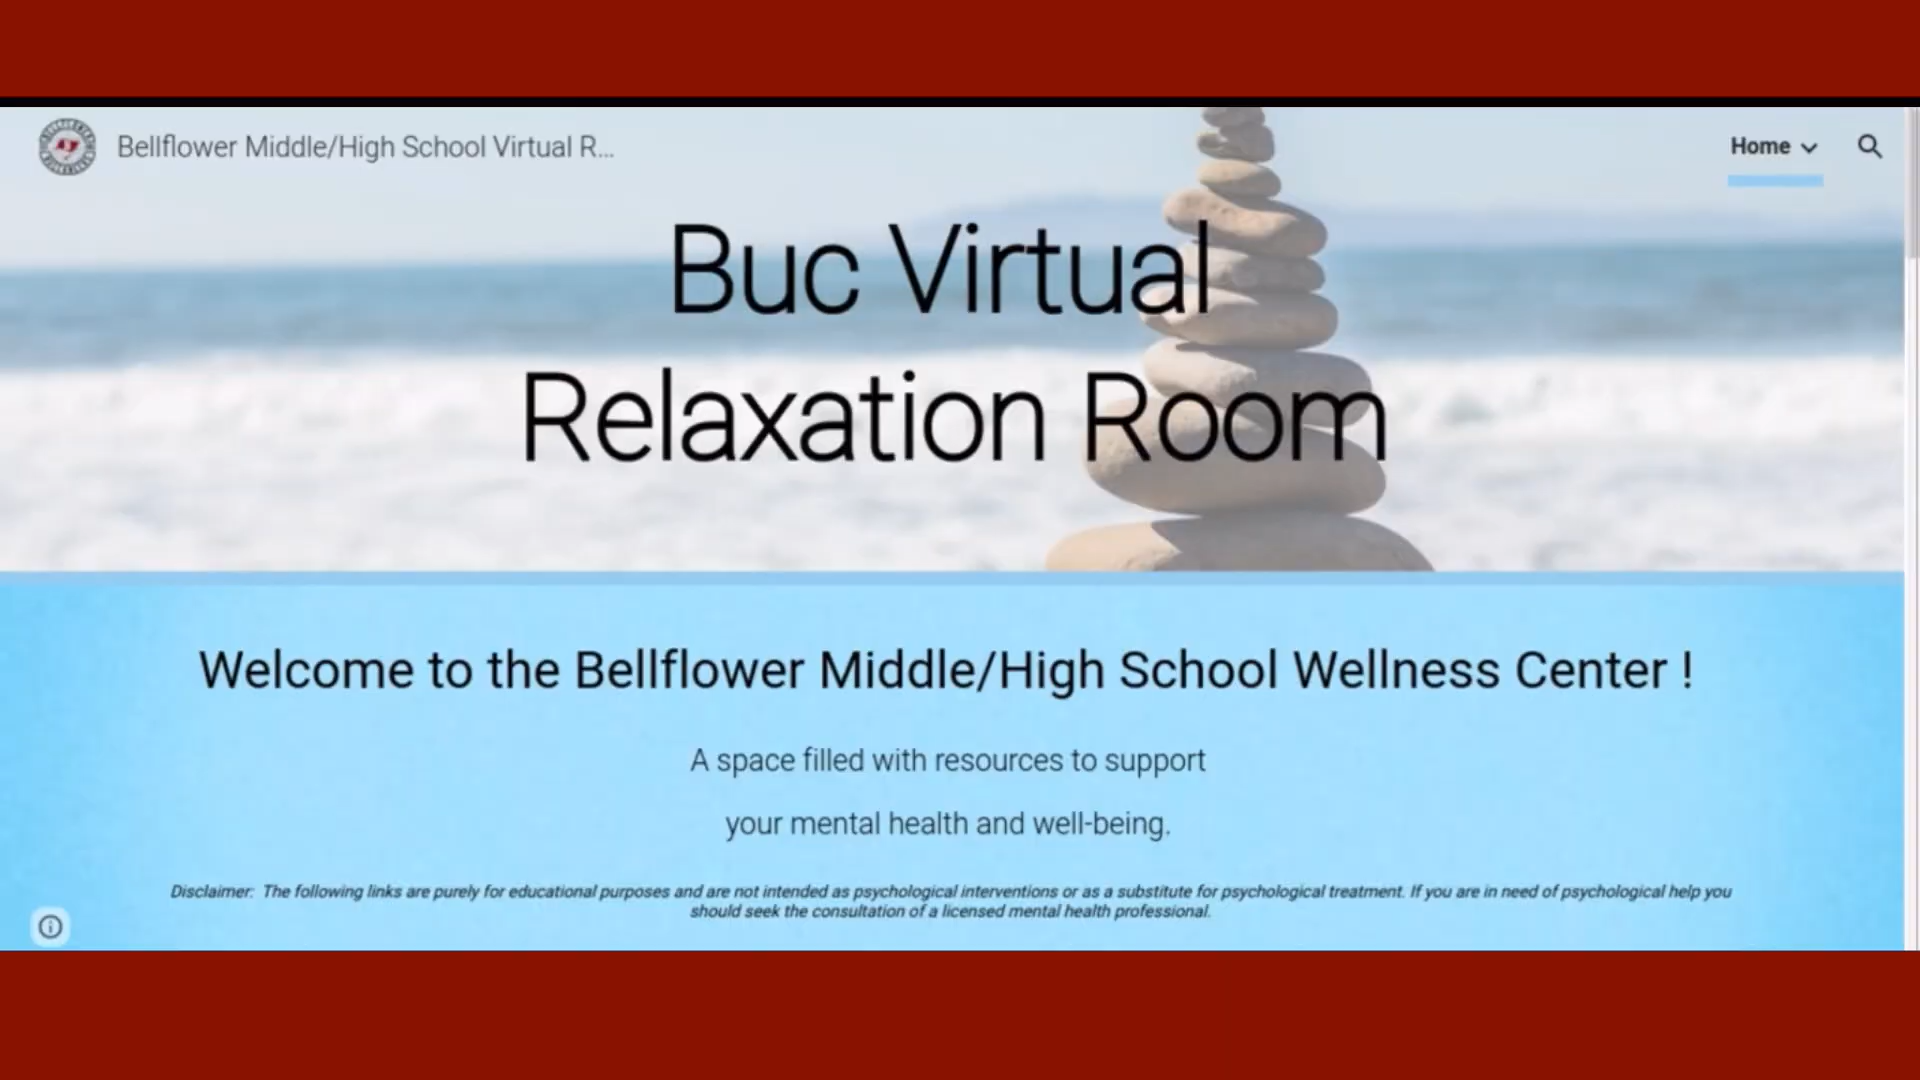 Bellflower Middle/High School Virtual R...
Home
Buc Virtual
Relaxation Room
Welcome to the Bellflower Middle/High School Wellness Center !
A space filled with resources to support
your mental health and well-being.
Disclaimer: The following links are purely for educational purposes and are not intended as psychological interventions or as a substitute for psychological treatment. If you are in need of psychological help you
should seek the consultation of a licensed mental health professional.